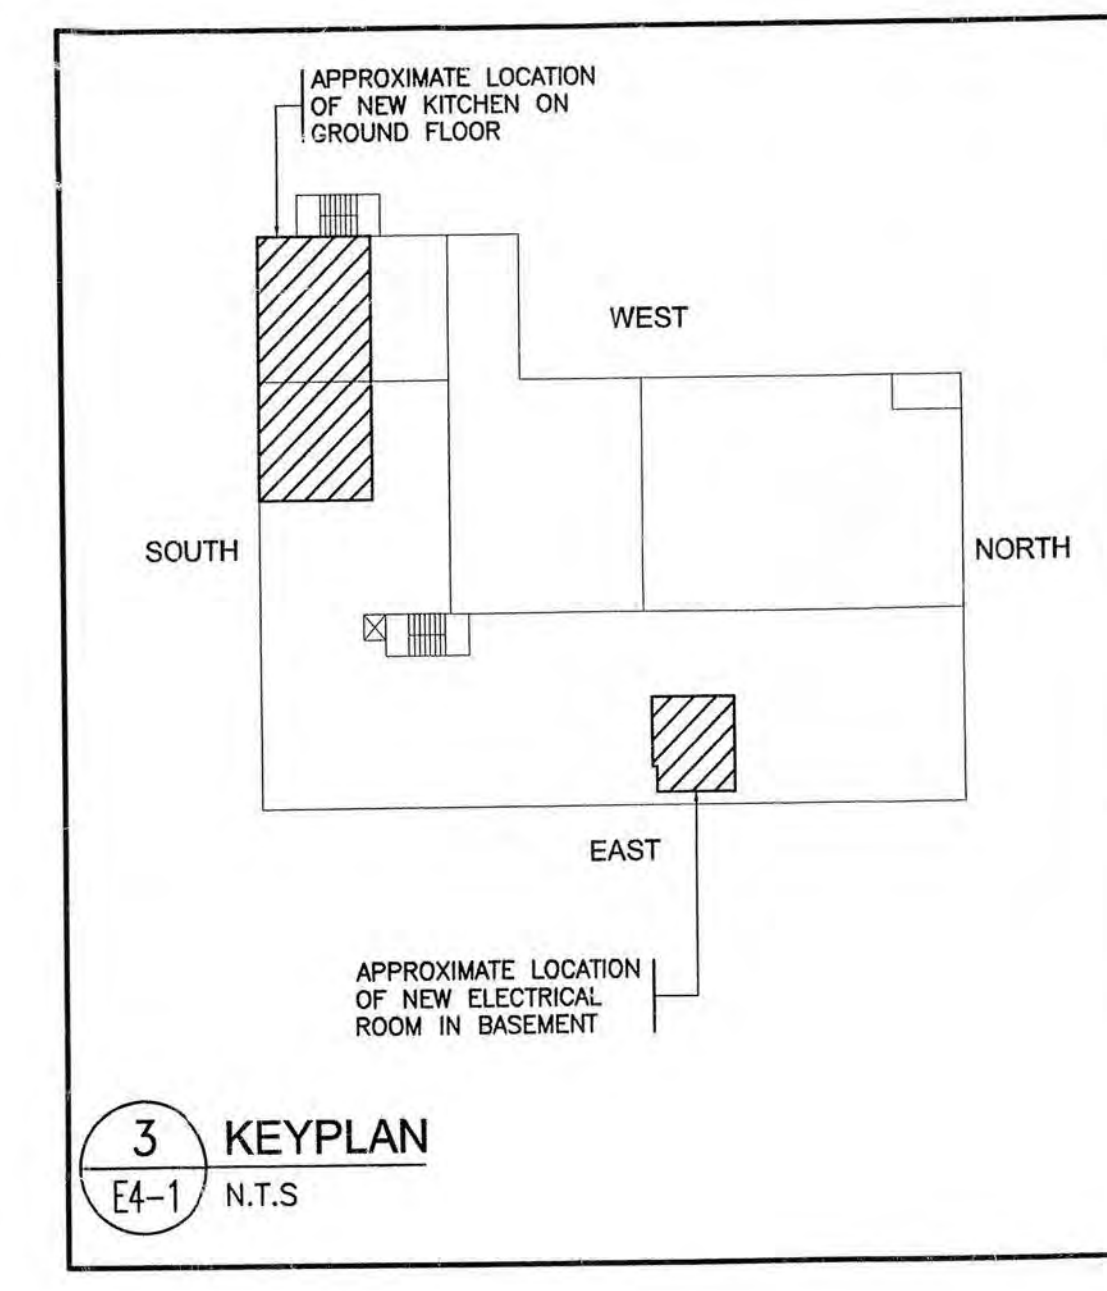 APPROXIMATE LOCATION
OF NEW KITCHEN ON
GROUND FLOOR
WEST
SOUTH
NORTH
EAST
APPROXIMATE LOCATION
OF NEW ELECTRICAL
ROOM IN BASEMENT
3
KEYPLAN
E4-1
N.T.S